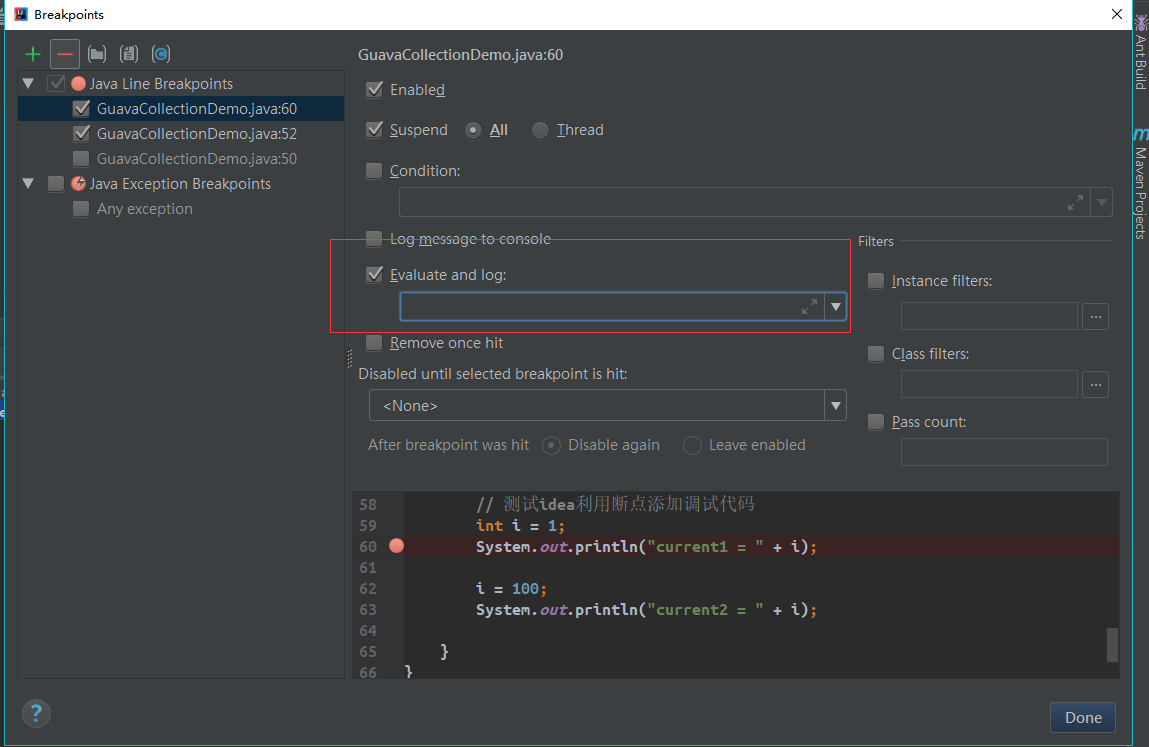 Breakpoints
Java Line Breakpoints
GuavaCollectionDemo.java:60
GuavaCollectionDemo.java:52
GuavaCollectionDemo.java:50
Java Exception Breakpoints
Any exception
GuavaCollectionDemo.java:60
Enabled
Suspend All Thread
Condition:
Log message to console
Evaluate and log:
Remove once hit
Disabled until selected breakpoint is hit:
<None>
After breakpoint was hit Disable again Leave enabled
Filters
Instance filters:
...
Class filters:
...
Pass count:
58 // 测试idea利用断点添加调试代码
59 int i = 1;
60 System.out.println("current1 = " + i);
61
62 i = 100;
63 System.out.println("current2 = " + i);
64
65 }
66 }
?
Done
Ant Build
m
Maven Projects